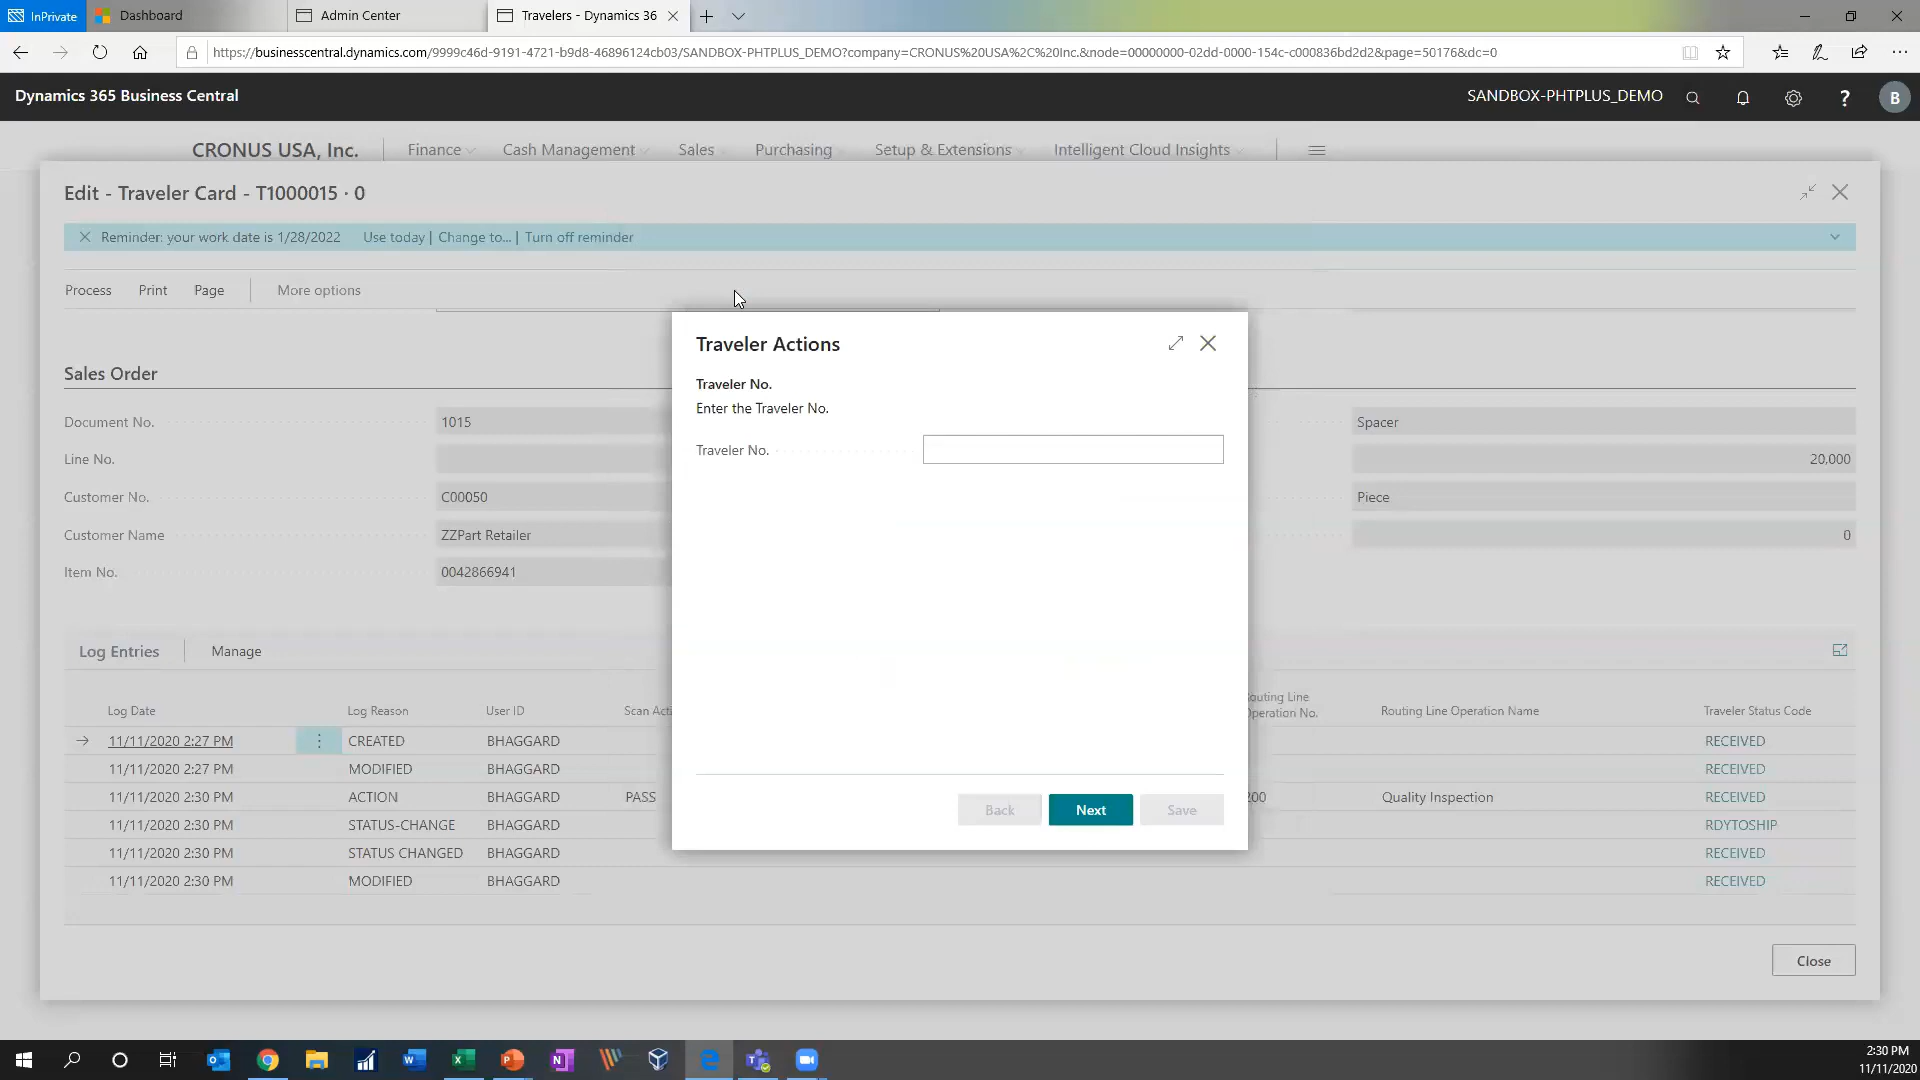 InPrivate
Dashboard
Admin Center
Travelers - Dynamics 36
https://businesscentral.dynamics.com/9999c46d-9191-4721-b9d8-46896124cb03/SANDBOX-PHTPLUS_DEMO?company=CRONUS%20USA%2C%20Inc.&node=00000000-02dd-0000-154c-c000836bd2d2&page=50176&dc=0
Dynamics 365 Business Central
SANDBOX-PHTPLUS_DEMO
?
B
CRONUS USA, Inc.
Finance
Cash Management
Sales
Purchasing
Setup & Extensions
Intelligent Cloud Insights
Edit - Traveler Card - T1000015 · 0
Reminder: your work date is 1/28/2022 Use today | Change to... | Turn off reminder
Process
Print
Page
More options
Traveler Actions
Traveler No.
Enter the Traveler No.
Traveler No.
Back
Next
Save
Sales Order
Document No. 1015
Line No.
Customer No. C00050
Customer Name ZZPart Retailer
Item No. 0042866941
Spacer
20,000
Piece
0
Log Entries
Manage
Log Date Log Reason User ID Scan Acti Routing Line Operation No. Routing Line Operation Name Traveler Status Code
11/11/2020 2:27 PM CREATED BHAGGARD RECEIVED
11/11/2020 2:27 PM MODIFIED BHAGGARD RECEIVED
11/11/2020 2:30 PM ACTION BHAGGARD PASS 200 Quality Inspection RECEIVED
11/11/2020 2:30 PM STATUS-CHANGE BHAGGARD RDYTOSHIP
11/11/2020 2:30 PM STATUS CHANGED BHAGGARD RECEIVED
11/11/2020 2:30 PM MODIFIED BHAGGARD RECEIVED
Close
2:30 PM
11/11/2020